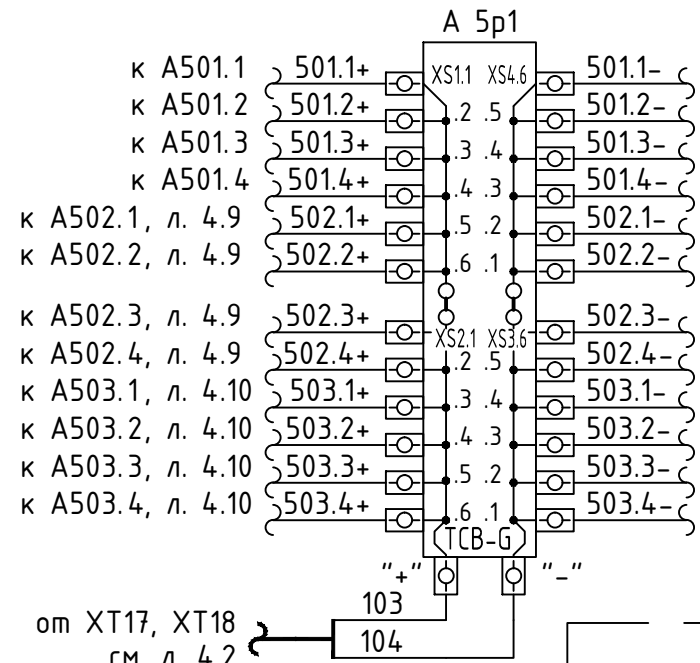 А 5р1
к А501.1 501.1+ XS1.1 XS4.6 501.1-
к А501.2 501.2+ .2 .5 501.2-
к А501.3 501.3+ .3 .4 501.3-
к А501.4 501.4+ .4 .3 501.4-
к А502.1, л. 4.9 502.1+ .5 .2 502.1-
к А502.2, л. 4.9 502.2+ .6 .1 502.2-
к А502.3, л. 4.9 502.3+ XS2.1 XS3.6 502.3-
к А502.4, л. 4.9 502.4+ .2 .5 502.4-
к А503.1, л. 4.10 503.1+ .3 .4 503.1-
к А503.2, л. 4.10 503.2+ .4 .3 503.2-
к А503.3, л. 4.10 503.3+ .5 .2 503.3-
к А503.4, л. 4.10 503.4+ .6 .1 503.4-
TCB-G
"+" "-"
103
от XT17, XT18
104
см. л. 4.2